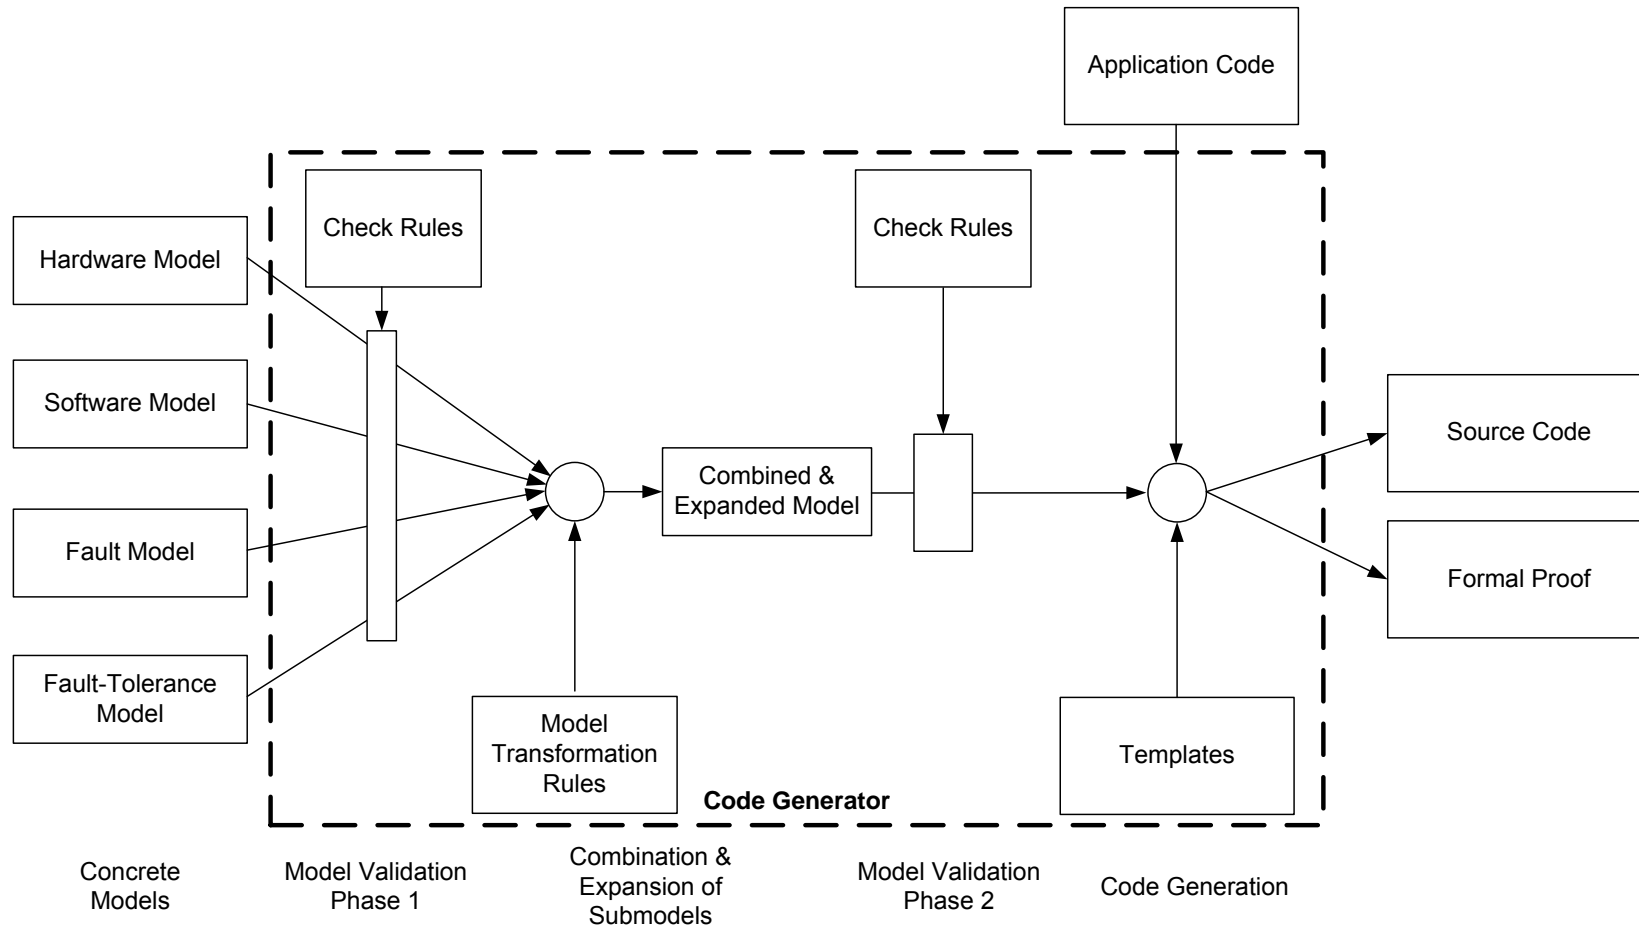 Application Code
Check Rules
Check Rules
Hardware Model
Software Model
Fault Model
Fault-Tolerance
Model
Combined &
Expanded Model
Source Code
Formal Proof
Model
Transformation
Rules
Templates
Code Generator
Concrete
Models
Model Validation
Phase 1
Combination &
Expansion of
Submodels
Model Validation
Phase 2
Code Generation